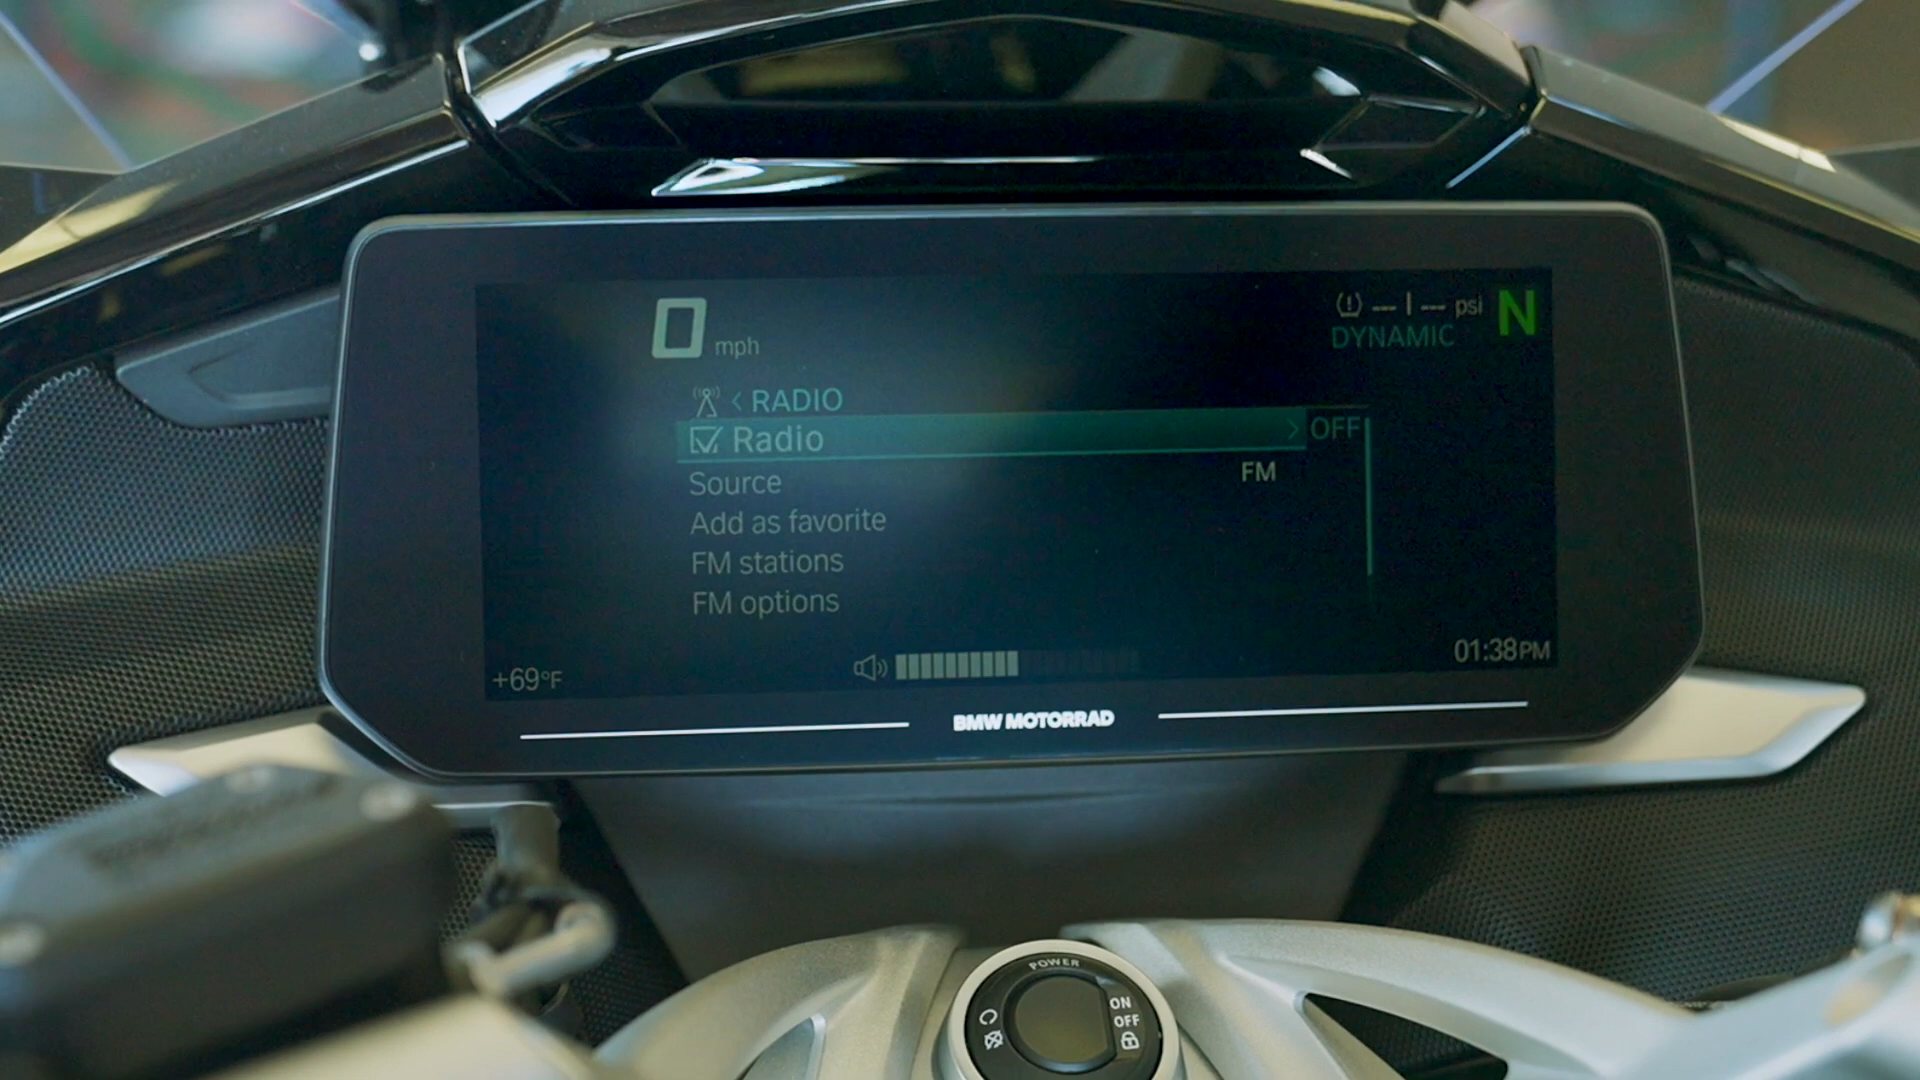 0 mph
-- | -- psi N
DYNAMIC
< RADIO
Radio > OFF
Source FM
Add as favorite
FM stations
FM options
+69°F
01:38PM
BMW MOTORRAD
POWER
ON
OFF